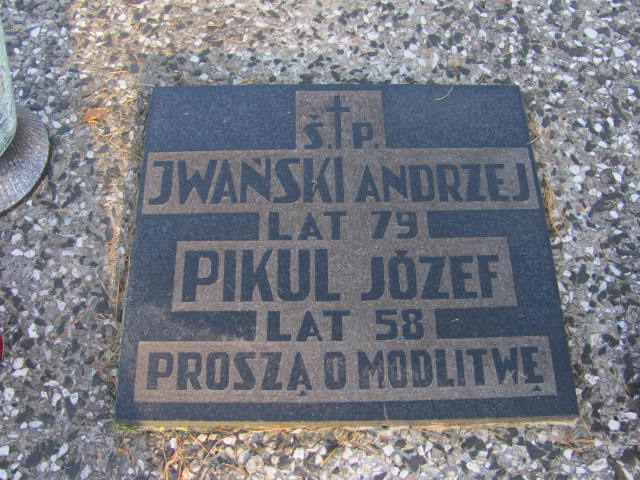 Ś. P.
JWAŃSKI ANDRZEJ
LAT 79
PIKUL JÓZEF
LAT 58
PROSZĄ O MODLITWĘ